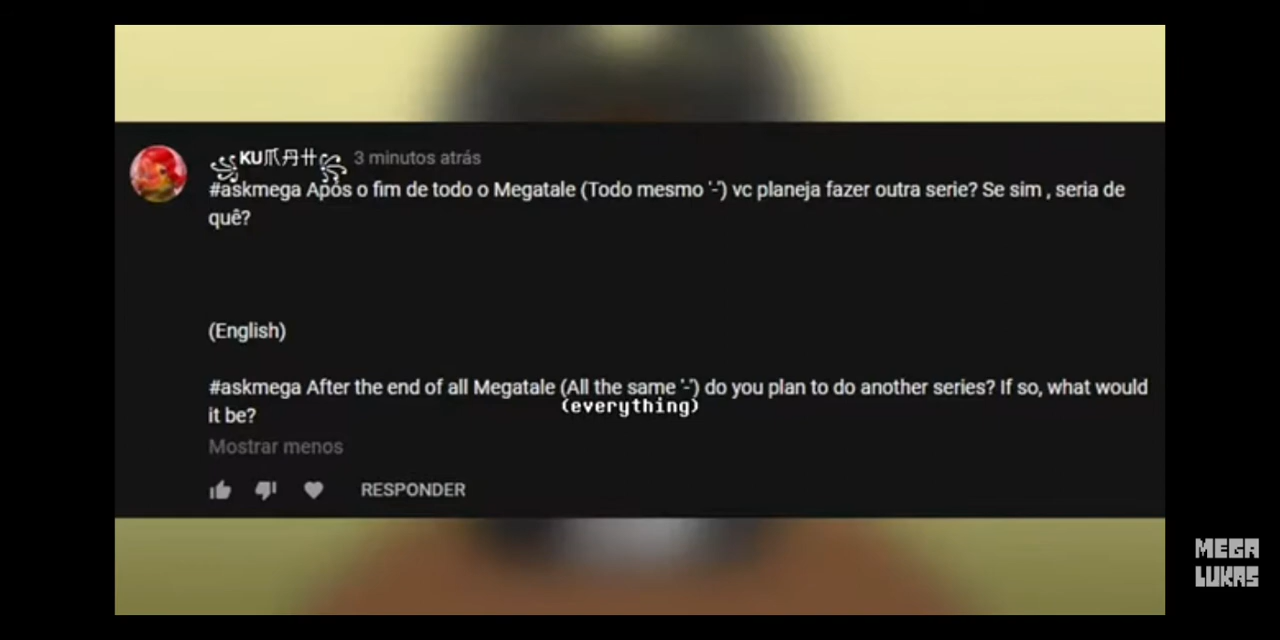 ꧁KU爪丹卄꧂ 3 minutos atrás
#askmega Após o fim de todo o Megatale (Todo mesmo '-') vc planeja fazer outra serie? Se sim , seria de
quê?
(English)
#askmega After the end of all Megatale (All the same '-') do you plan to do another series? If so, what would
(everything)
it be?
Mostrar menos
RESPONDER
MEGA
LUKAS